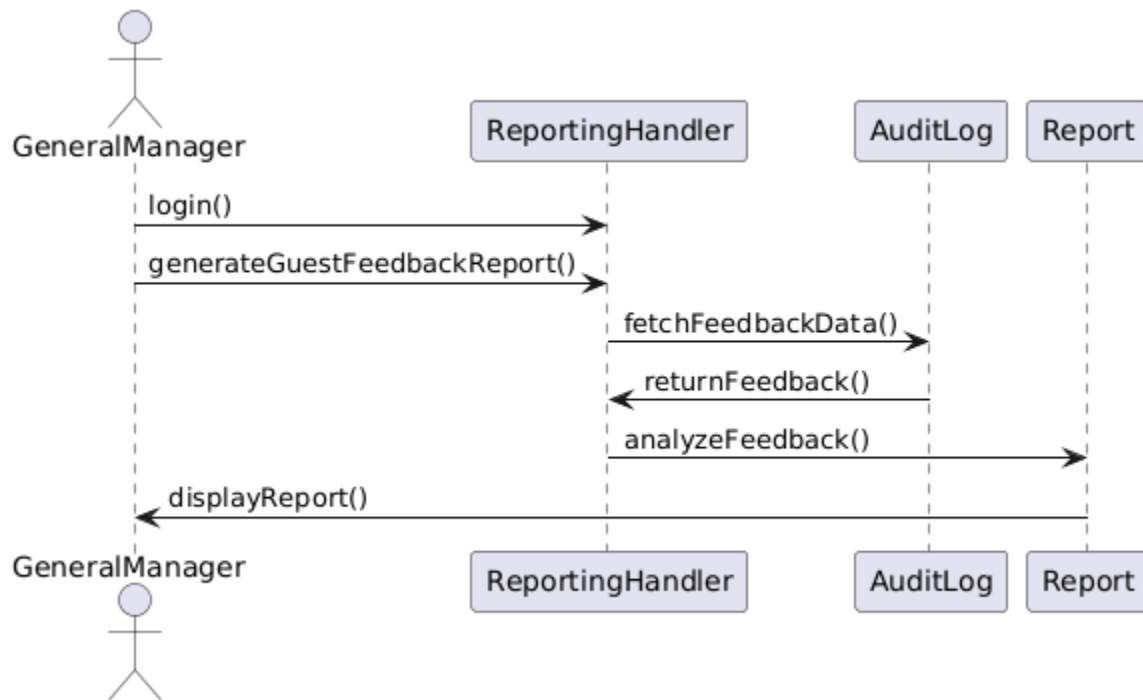 GeneralManager
ReportingHandler
AuditLog
Report
login()
generateGuestFeedbackReport()
fetchFeedbackData()
returnFeedback()
analyzeFeedback()
displayReport()
GeneralManager
ReportingHandler
AuditLog
Report